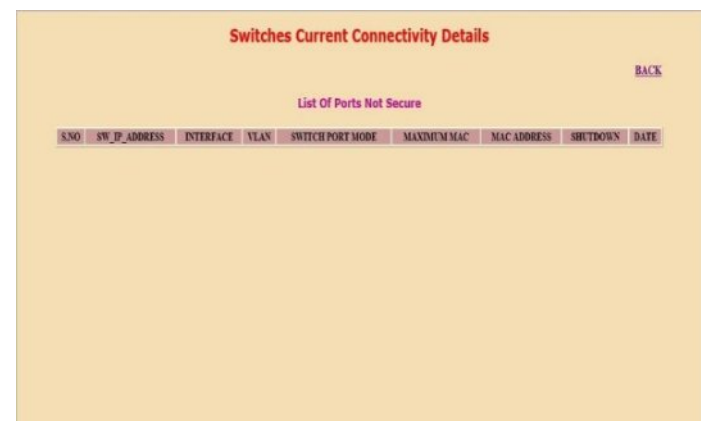 Switches Current Connectivity Details
BACK
List Of Ports Not Secure
S.NO SW_IP_ADDRESS INTERFACE VLAN SWITCH PORT MODE MAXIMUM MAC MAC ADDRESS SHUTDOWN DATE